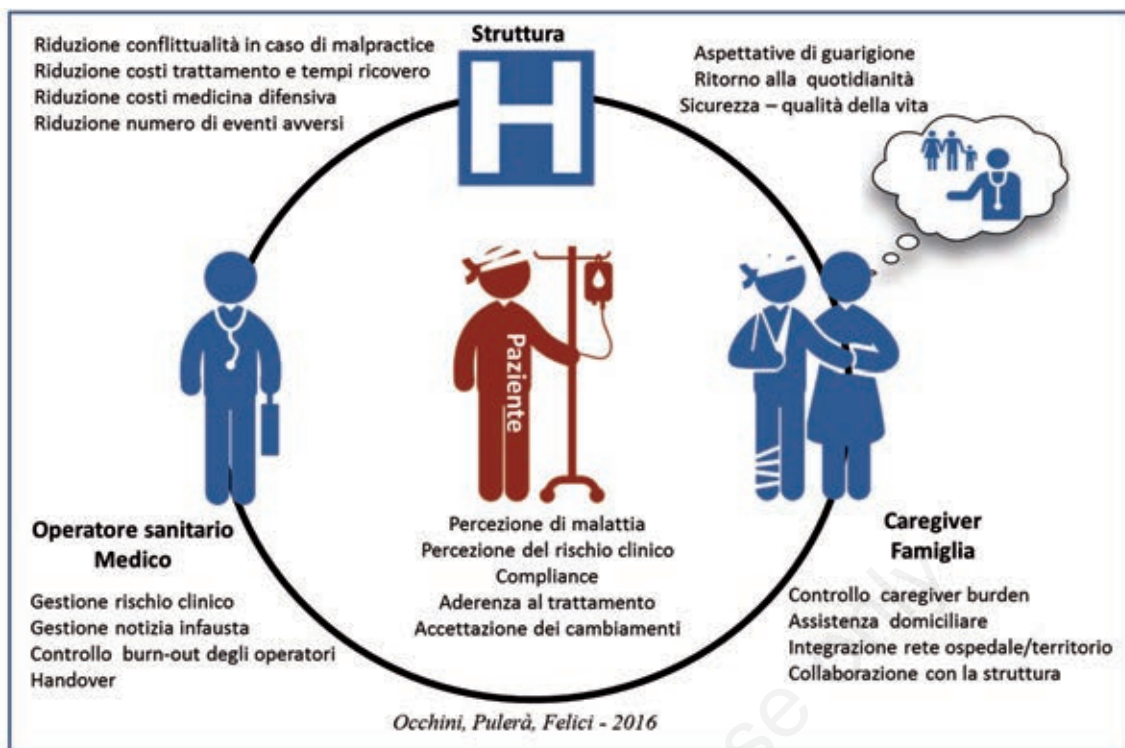 Struttura
Riduzione conflittualità in caso di malpractice
Riduzione costi trattamento e tempi ricovero
Riduzione costi medicina difensiva
Riduzione numero di eventi avversi
H
Aspettative di guarigione
Ritorno alla quotidianità
Sicurezza – qualità della vita
Paziente
Operatore sanitario
Medico
Gestione rischio clinico
Gestione notizia infausta
Controllo burn-out degli operatori
Handover
Percezione di malattia
Percezione del rischio clinico
Compliance
Aderenza al trattamento
Accettazione dei cambiamenti
Caregiver
Famiglia
Controllo caregiver burden
Assistenza domiciliare
Integrazione rete ospedale/territorio
Collaborazione con la struttura
Occhini, Pulerà, Felici - 2016